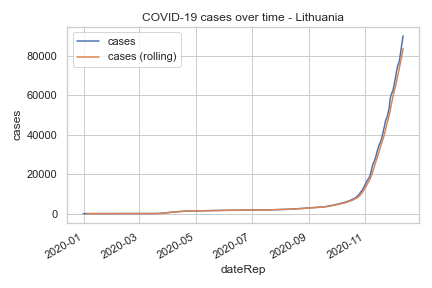 COVID-19 cases over time - Lithuania
cases
cases (rolling)
80000
60000
40000
20000
0
cases
2020-01
2020-03
2020-05
2020-07
2020-09
2020-11
dateRep